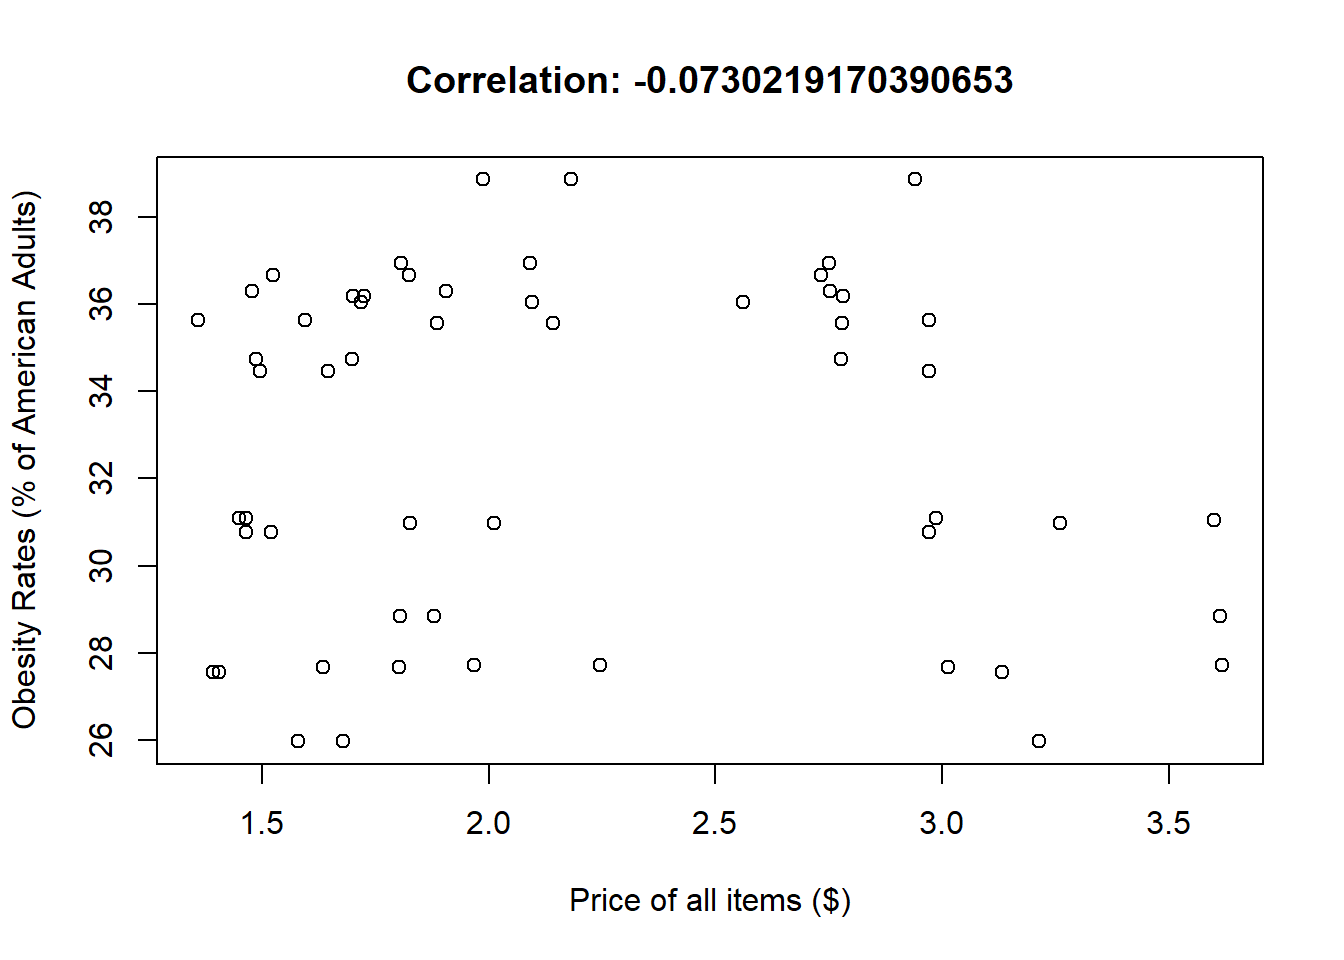 Correlation: -0.0730219170390653
Obesity Rates (% of American Adults)
38
36
34
32
30
28
26
1.5 2.0 2.5 3.0 3.5
Price of all items ($)